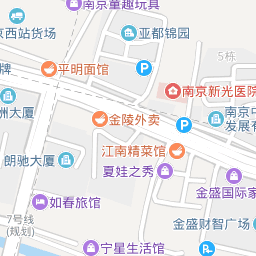 南京童趣玩具
京西站货场
亚都锦园
5栋
牌
平明面馆
南京新光医院
洲大厦
金陵外卖
南京中
发展有
江南精菜馆
朗驰大厦
夏娃之秀
金盛国际家
如春旅馆
7号线
(规划)
金盛财智广场
宁星生活馆